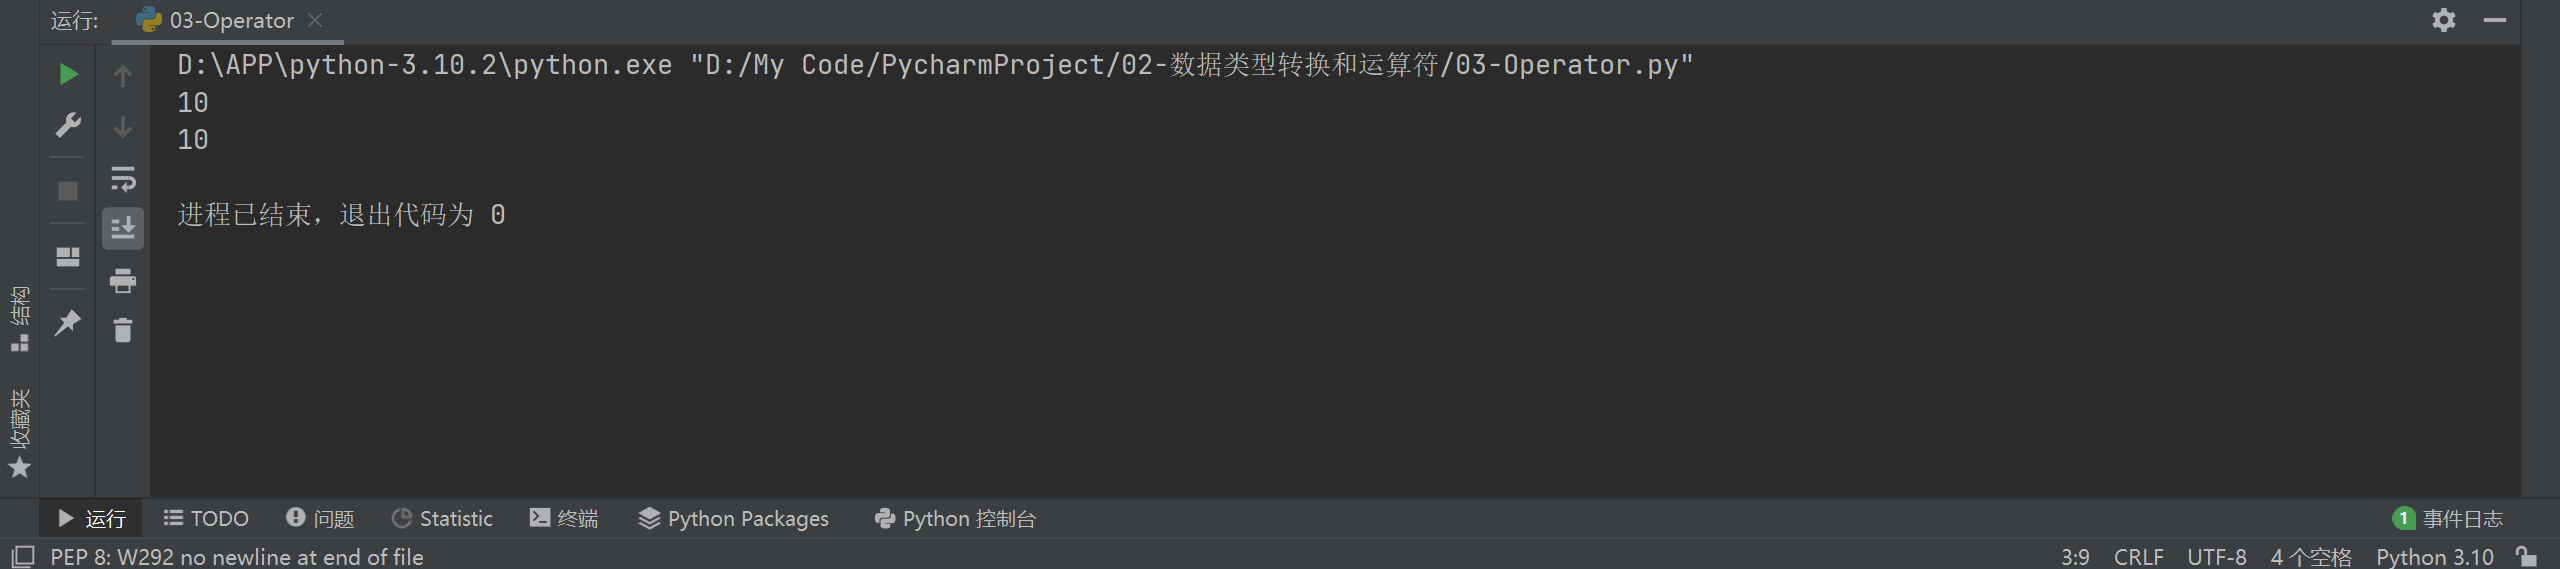 运行: 03-Operator
D:\APP\python-3.10.2\python.exe "D:/My Code/PycharmProject/02-数据类型转换和运算符/03-Operator.py"
10
10
进程已结束，退出代码为 0
结构
收藏夹
运行 TODO 问题 Statistic 终端 Python Packages Python 控制台 1 事件日志
PEP 8: W292 no newline at end of file 3:9 CRLF UTF-8 4 个空格 Python 3.10